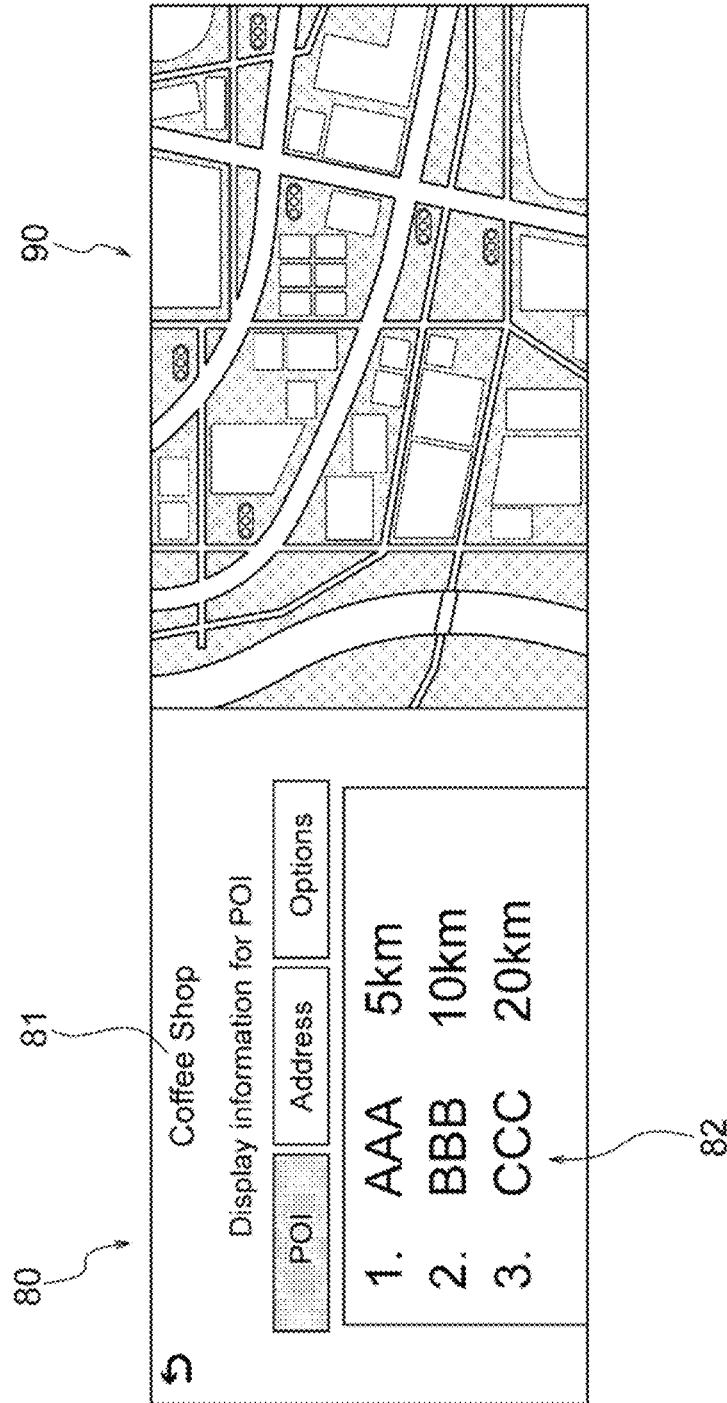 80
81
90
Coffee Shop
Display information for POI
POI Address Options
1. AAA 5km
2. BBB 10km
3. CCC 20km
82